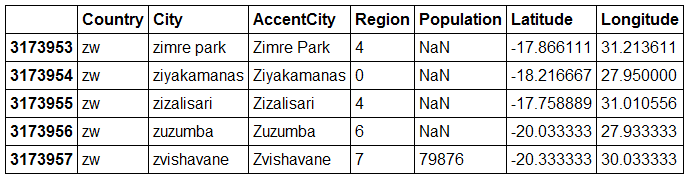 Country City AccentCity Region Population Latitude Longitude
3173953 zw zimre park Zimre Park 4 NaN -17.866111 31.213611
3173954 zw ziyakamanas Ziyakamanas 0 NaN -18.216667 27.950000
3173955 zw zizalisari Zizalisari 4 NaN -17.758889 31.010556
3173956 zw zuzumba Zuzumba 6 NaN -20.033333 27.933333
3173957 zw zvishavane Zvishavane 7 79876 -20.333333 30.033333